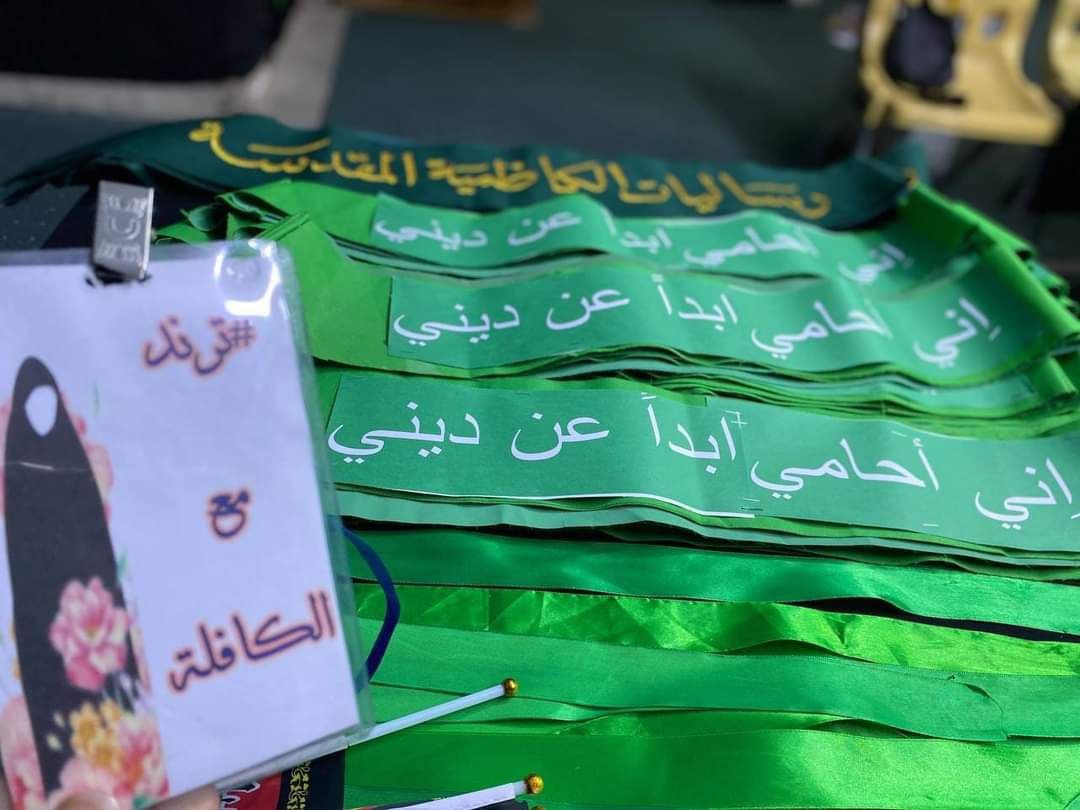 رساليات الكاظمية المقدسة
إني أحامي ابداً عن ديني
إني أحامي ابداً عن ديني
إني أحامي ابداً عن ديني
#ترند
مع
الكافلة